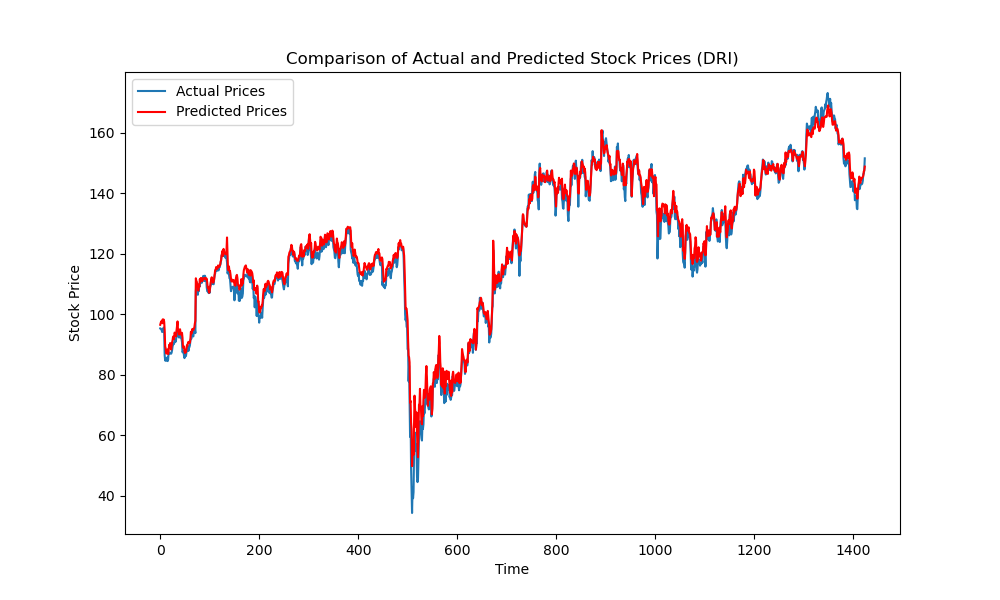 Comparison of Actual and Predicted Stock Prices (DRI)
Actual Prices
Predicted Prices
Stock Price
160
140
120
100
80
60
40
0 200 400 600 800 1000 1200 1400
Time